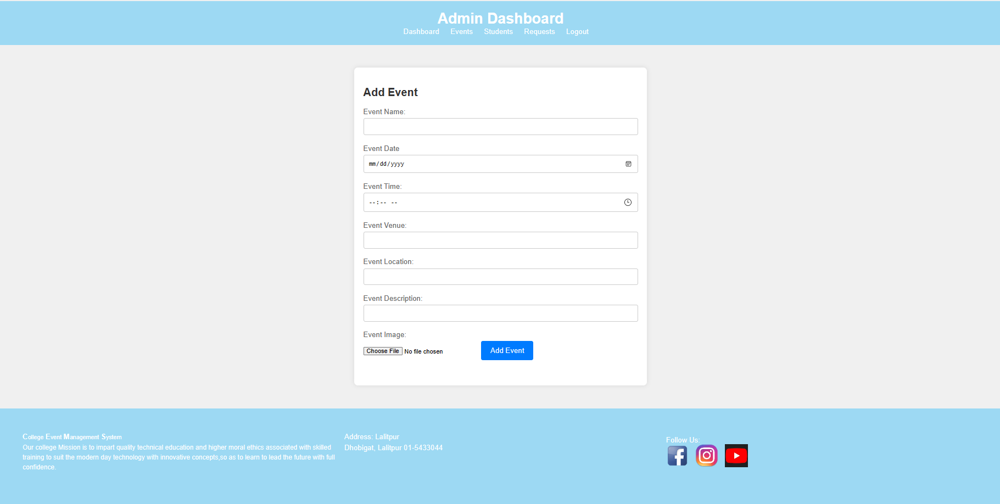 Admin Dashboard
Dashboard Events Students Requests Logout
Add Event
Event Name:
Event Date
mm/dd/yyyy
Event Time:
--:-- --
Event Venue:
Event Location:
Event Description:
Event Image:
Choose File No file chosen
Add Event
College Event Management System
Our college Mission is to impart quality technical education and higher moral ethics associated with skilled
training to suit the modern day technology with innovative concepts,so as to learn to lead the future with full
confidence.
Address: Lalitpur
Dhobigat, Lalitpur 01-5433044
Follow Us: